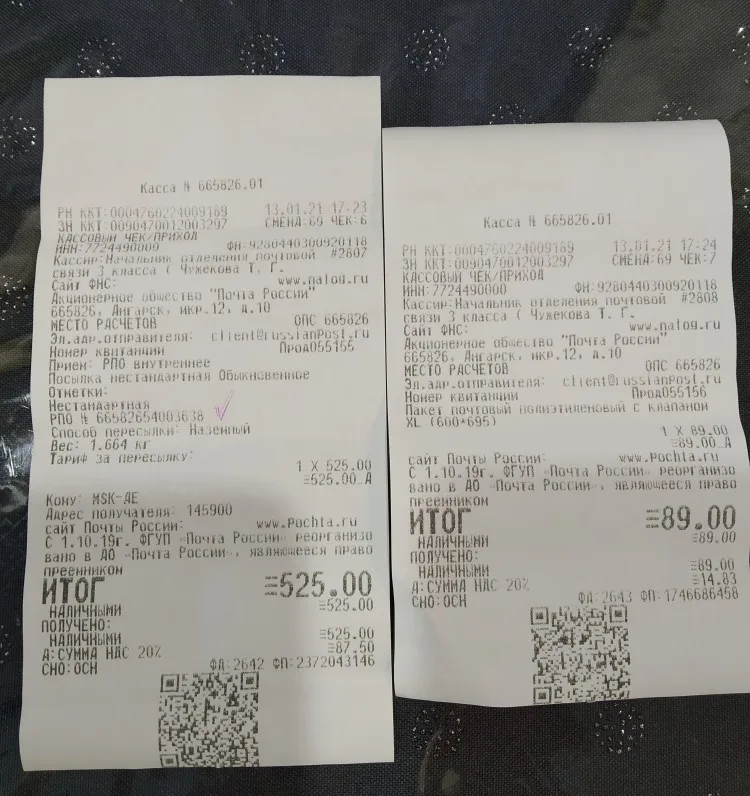 Касса № 665826.01
РН ККТ:0004760224009189 13.01.21 17:23
ЗН ККТ:0090470012003297 СМЕНА:69 ЧЕК:6
КАССОВЫЙ ЧЕК/ПРИХОД
ИНН:7724490000 ФН:9280440300920118
Кассир:Начальник отделения почтовой #2807
связи 3 класса ( Чужекова Т. Г.
Сайт ФНС: www.nalog.ru
Акционерное общество "Почта России"
665826, Ангарск, мкр.12, д.10
МЕСТО РАСЧЕТОВ ОПС 665826
Эл.адр.отправителя: client@russianpost.ru
Номер квитанции Прод055155
Прием: РПО внутреннее
Посылка нестандартная Обыкновенное
Отметки:
Нестандартная
РПО № 66582654003638
Способ пересылки: Наземный
Вес: 1.664 кг
Тариф за пересылку:
1 X 525.00
≡525.00_А
Кому: MSK-AE
Адрес получателя: 145900
сайт Почты России: www.pochta.ru
С 1.10.19г. ФГУП «Почта России» реорганизо
вано в АО «Почта России», являющееся право
преемником
ИТОГ ≡525.00
НАЛИЧНЫМИ ≡525.00
ПОЛУЧЕНО:
НАЛИЧНЫМИ ≡525.00
А:СУММА НДС 20% ≡87.50
СНО:ОСН ФД:2642 ФП:2372043146
Касса № 665826.01
РН ККТ:0004760224009189 13.01.21 17:24
ЗН ККТ:0090470012003297 СМЕНА:69 ЧЕК:7
КАССОВЫЙ ЧЕК/ПРИХОД
ИНН:7724490000 ФН:9280440300920118
Кассир:Начальник отделения почтовой #2808
связи 3 класса ( Чужекова Т. Г.
Сайт ФНС: www.nalog.ru
Акционерное общество "Почта России"
665826, Ангарск, мкр.12, д.10
МЕСТО РАСЧЕТОВ ОПС 665826
Эл.адр.отправителя: client@russianpost.ru
Номер квитанции Прод055156
Пакет почтовый полиэтиленовый с клапаном
XL (600*695)
1 X 89.00
≡89.00_А
сайт Почты России: www.pochta.ru
С 1.10.19г. ФГУП «Почта России» реорганизо
вано в АО «Почта России», являющееся право
преемником
ИТОГ ≡89.00
НАЛИЧНЫМИ ≡89.00
ПОЛУЧЕНО:
НАЛИЧНЫМИ ≡89.00
А:СУММА НДС 20% ≡14.83
СНО:ОСН ФД:2643 ФП:1746686458